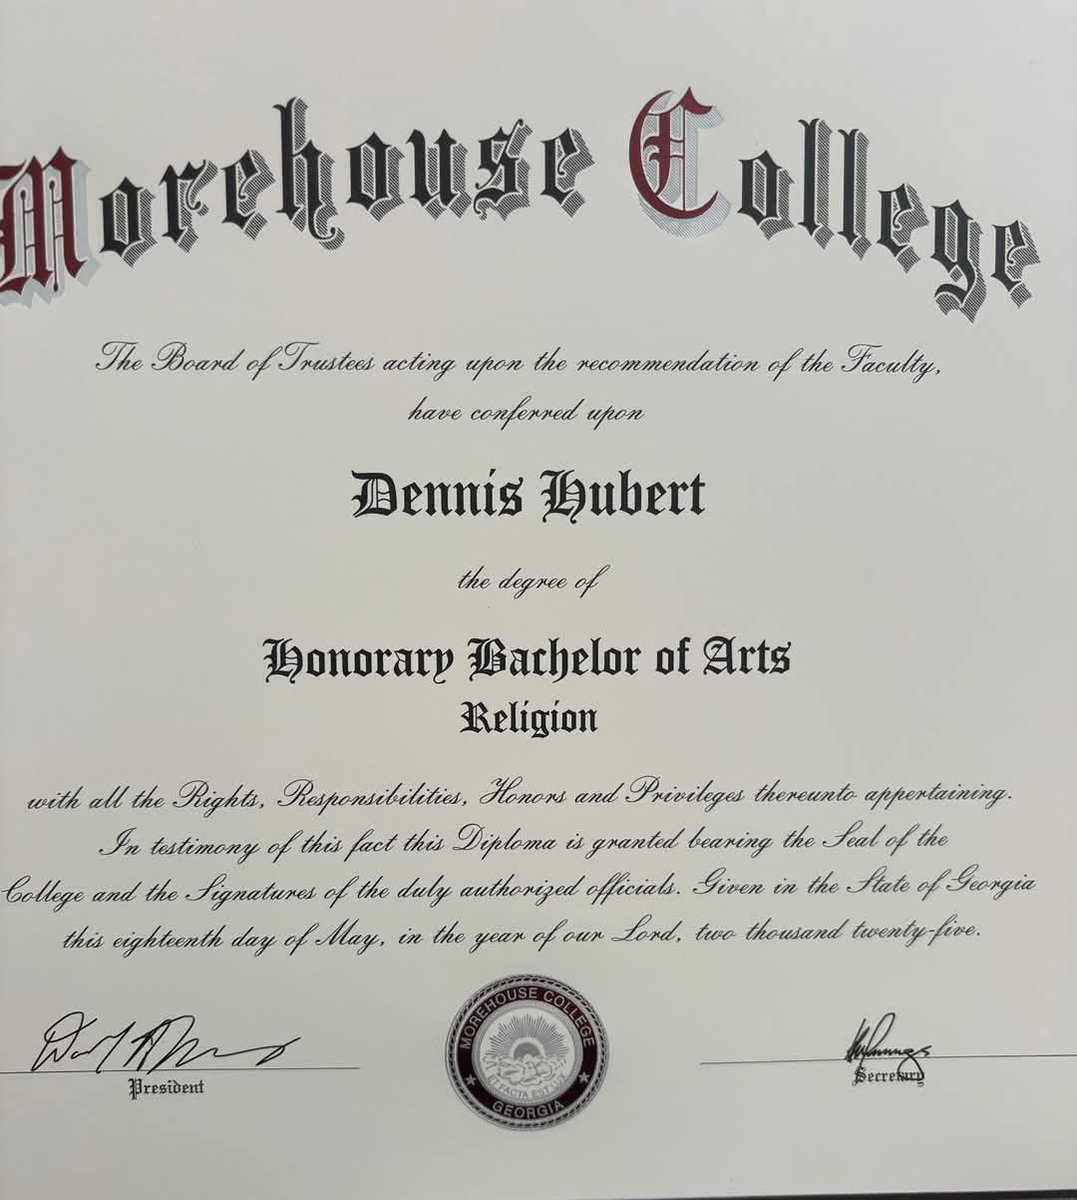 Morehouse College
The Board of Trustees acting upon the recommendation of the Faculty,
have conferred upon
Dennis Hubert
the degree of
Honorary Bachelor of Arts
Religion
with all the Rights, Responsibilities, Honors and Privileges thereunto appertaining.
In testimony of this fact this Diploma is granted bearing the Seal of the
College and the Signatures of the duly authorized officials. Given in the State of Georgia
this eighteenth day of May, in the year of our Lord, two thousand twenty-five.
MOREHOUSE COLLEGE
ET FACTA EST LUX
GEORGIA
President
Secretary